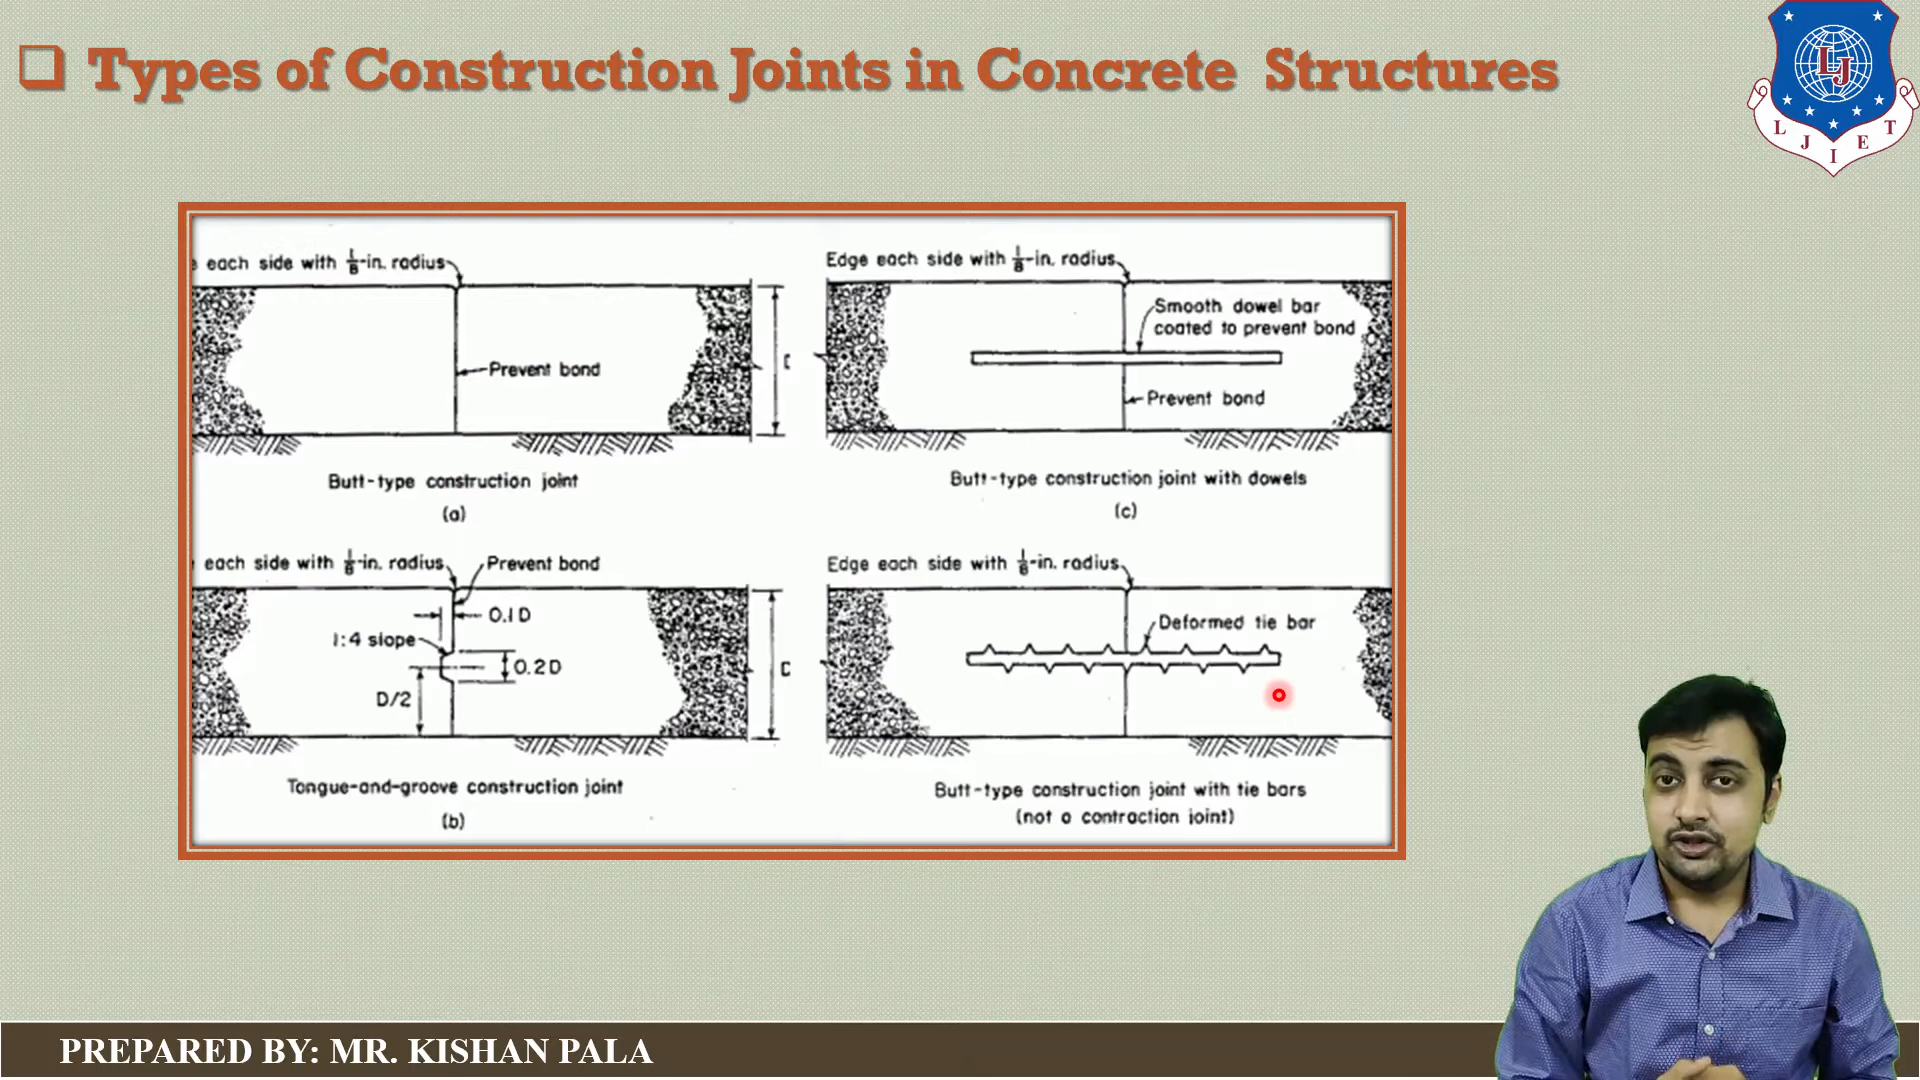 Types of Construction Joints in Concrete Structures
L J I E T
LJ
each side with 1/8-in. radius
Prevent bond
D
Butt-type construction joint
(a)
Edge each side with 1/8-in. radius
Smooth dowel bar
coated to prevent bond
Prevent bond
Butt-type construction joint with dowels
(c)
each side with 1/8-in. radius
Prevent bond
0.1D
1:4 slope
0.2D
D/2
D
Tongue-and-groove construction joint
(b)
Edge each side with 1/8-in. radius
Deformed tie bar
Butt-type construction joint with tie bars
(not a contraction joint)
PREPARED BY: MR. KISHAN PALA